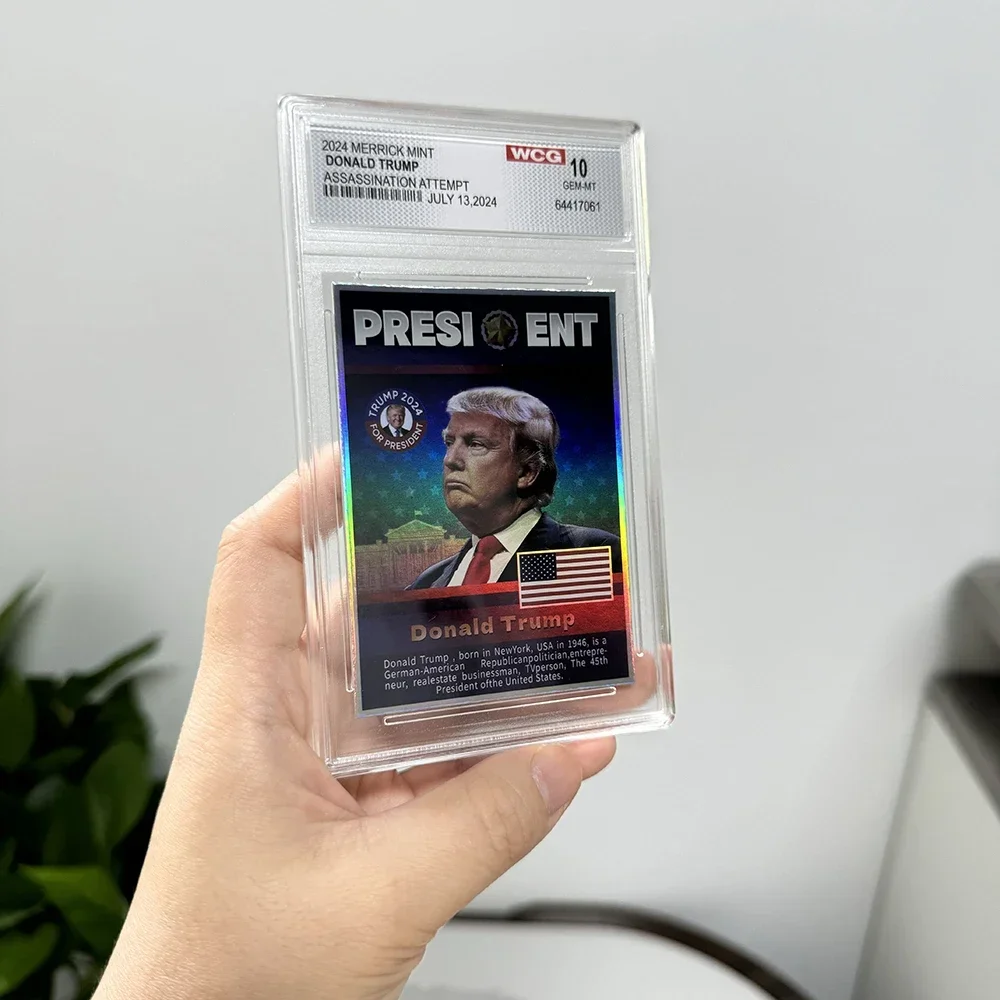 2024 MERRICK MINT
DONALD TRUMP
ASSASSINATION ATTEMPT
JULY 13,2024
WCG 10
GEM-MT
64417061
PRESI ENT
TRUMP 2024
FOR PRESIDENT
Donald Trump
Donald Trump , born in NewYork, USA in 1946, is a
German-American Republicanpolitician,entrepre-
neur, realestate businessman, TVperson, The 45th
President ofthe United States.